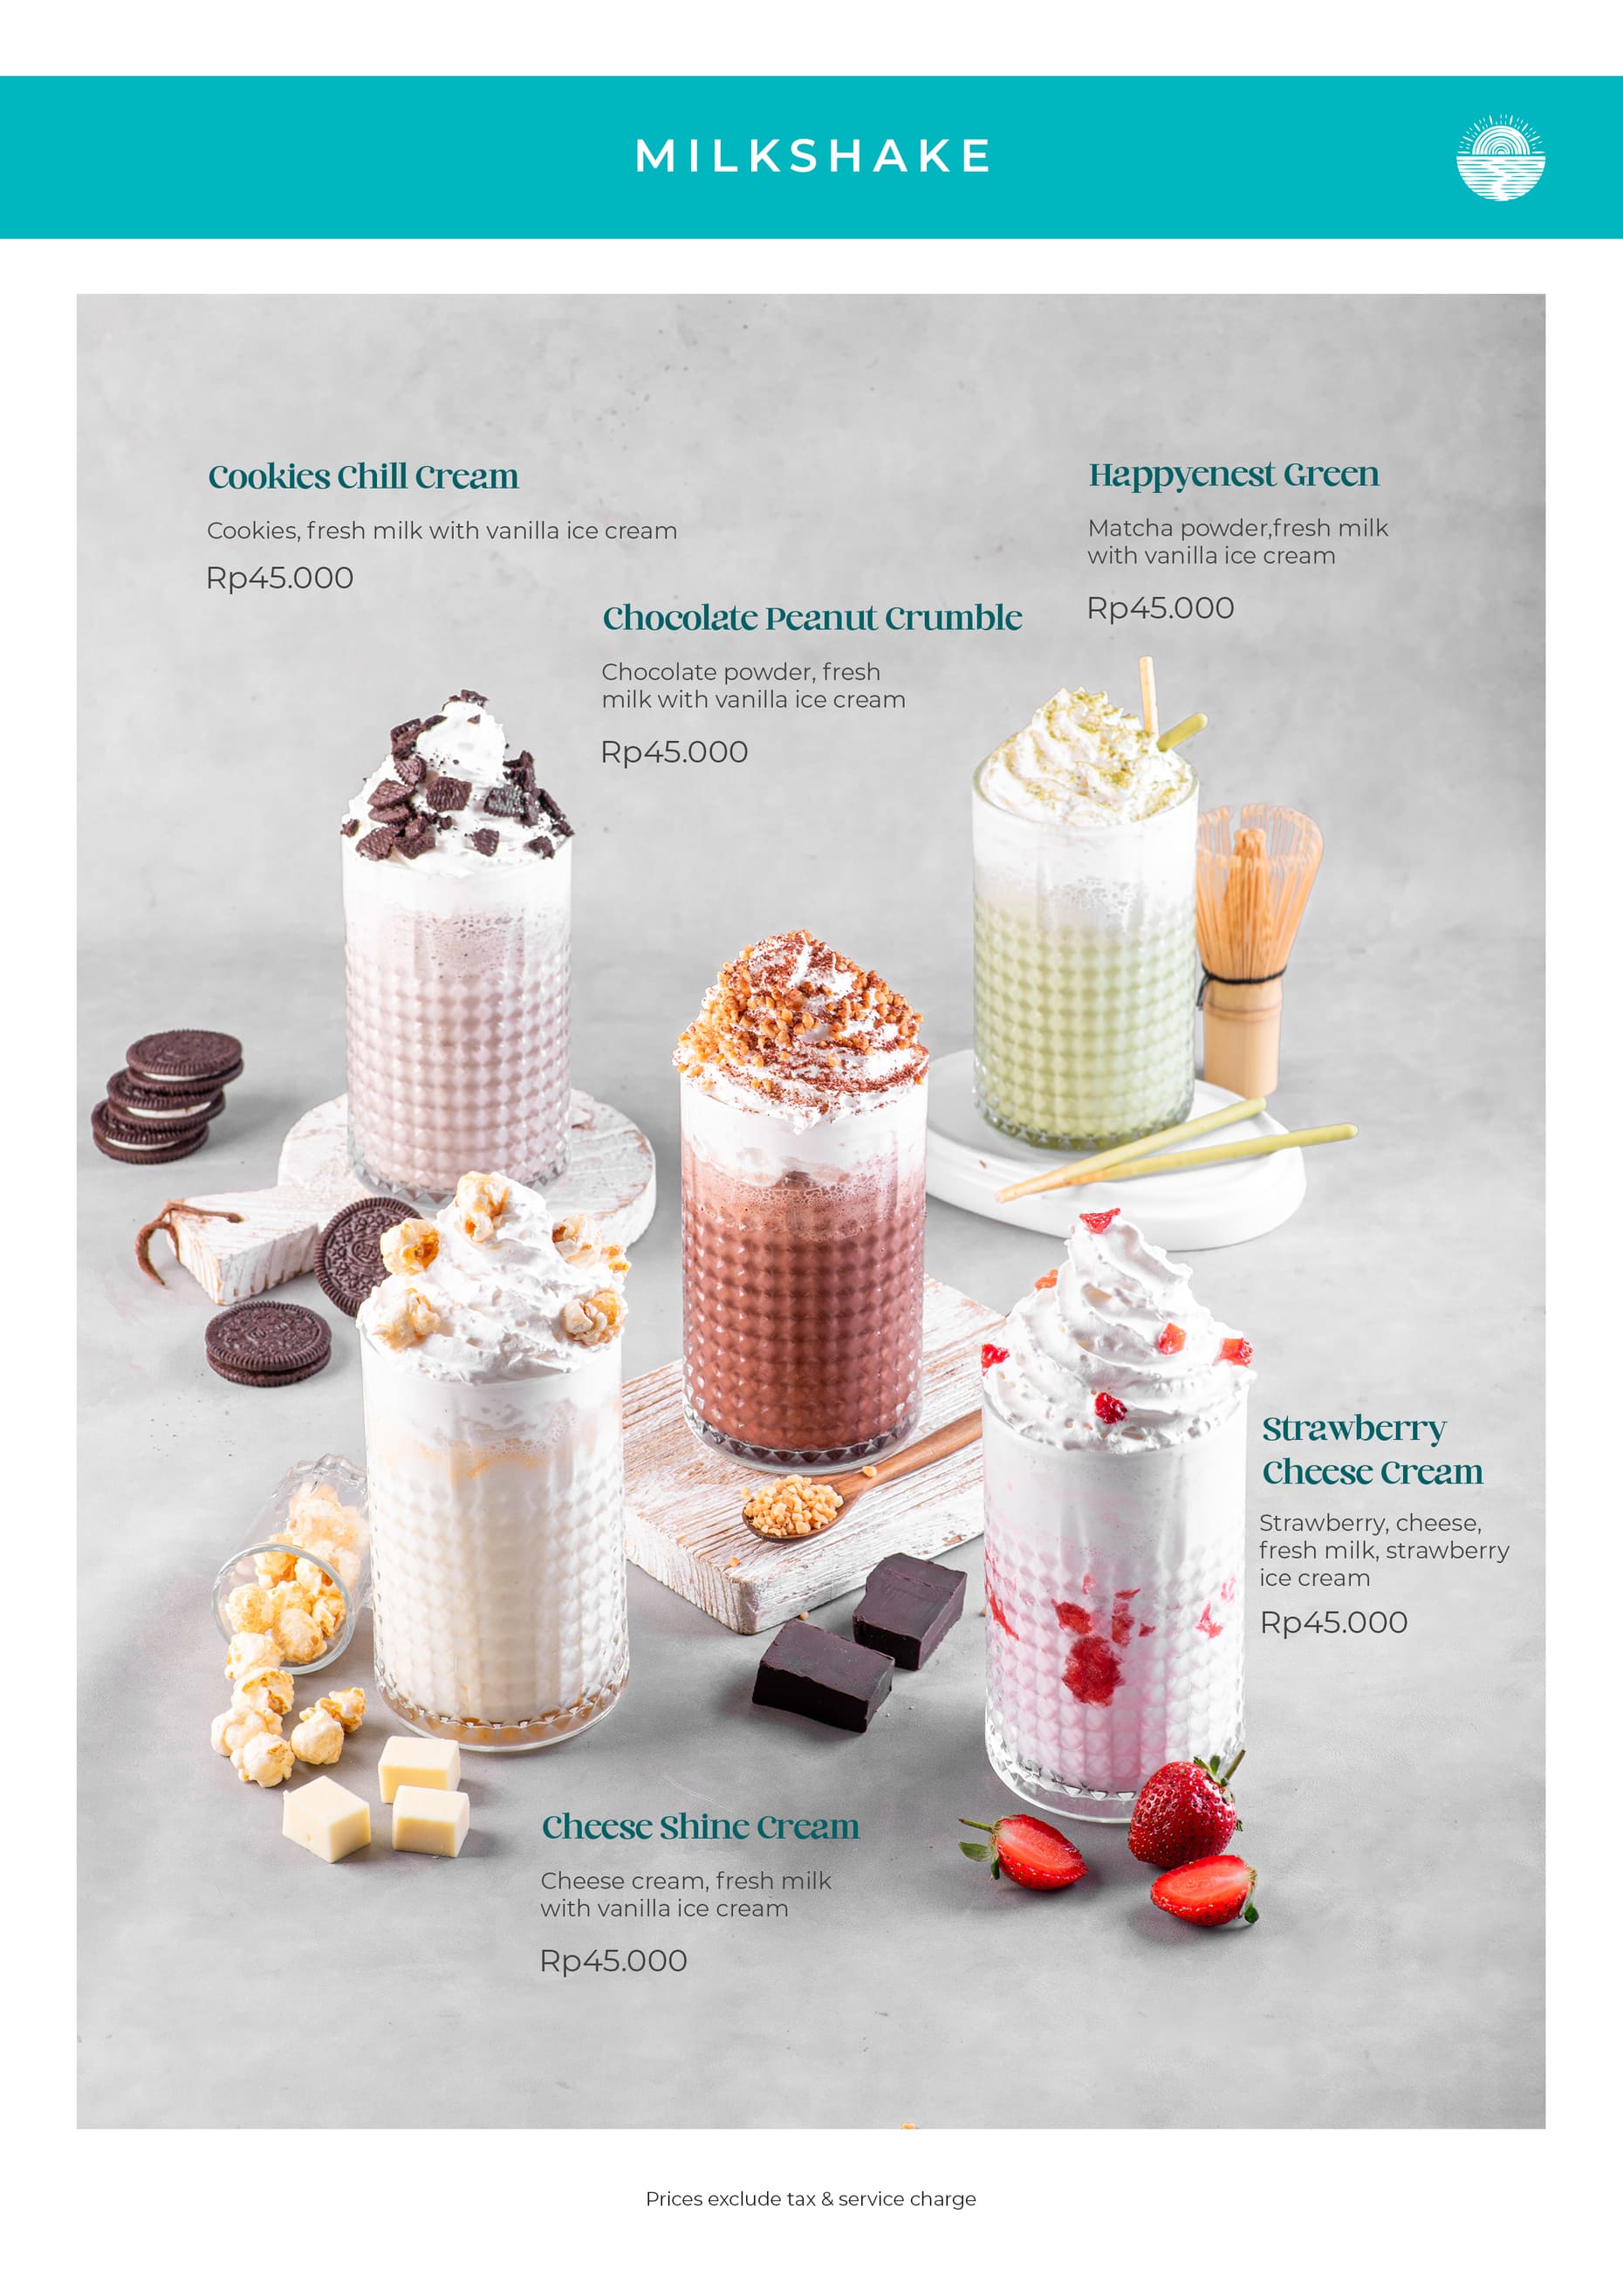 MILKSHAKE
Cookies Chill Cream
Cookies, fresh milk with vanilla ice cream
Rp45.000
Happyenest Green
Matcha powder,fresh milk
with vanilla ice cream
Rp45.000
Chocolate Peanut Crumble
Chocolate powder, fresh
milk with vanilla ice cream
Rp45.000
Strawberry
Cheese Cream
Strawberry, cheese,
fresh milk, strawberry
ice cream
Rp45.000
Cheese Shine Cream
Cheese cream, fresh milk
with vanilla ice cream
Rp45.000
Prices exclude tax & service charge